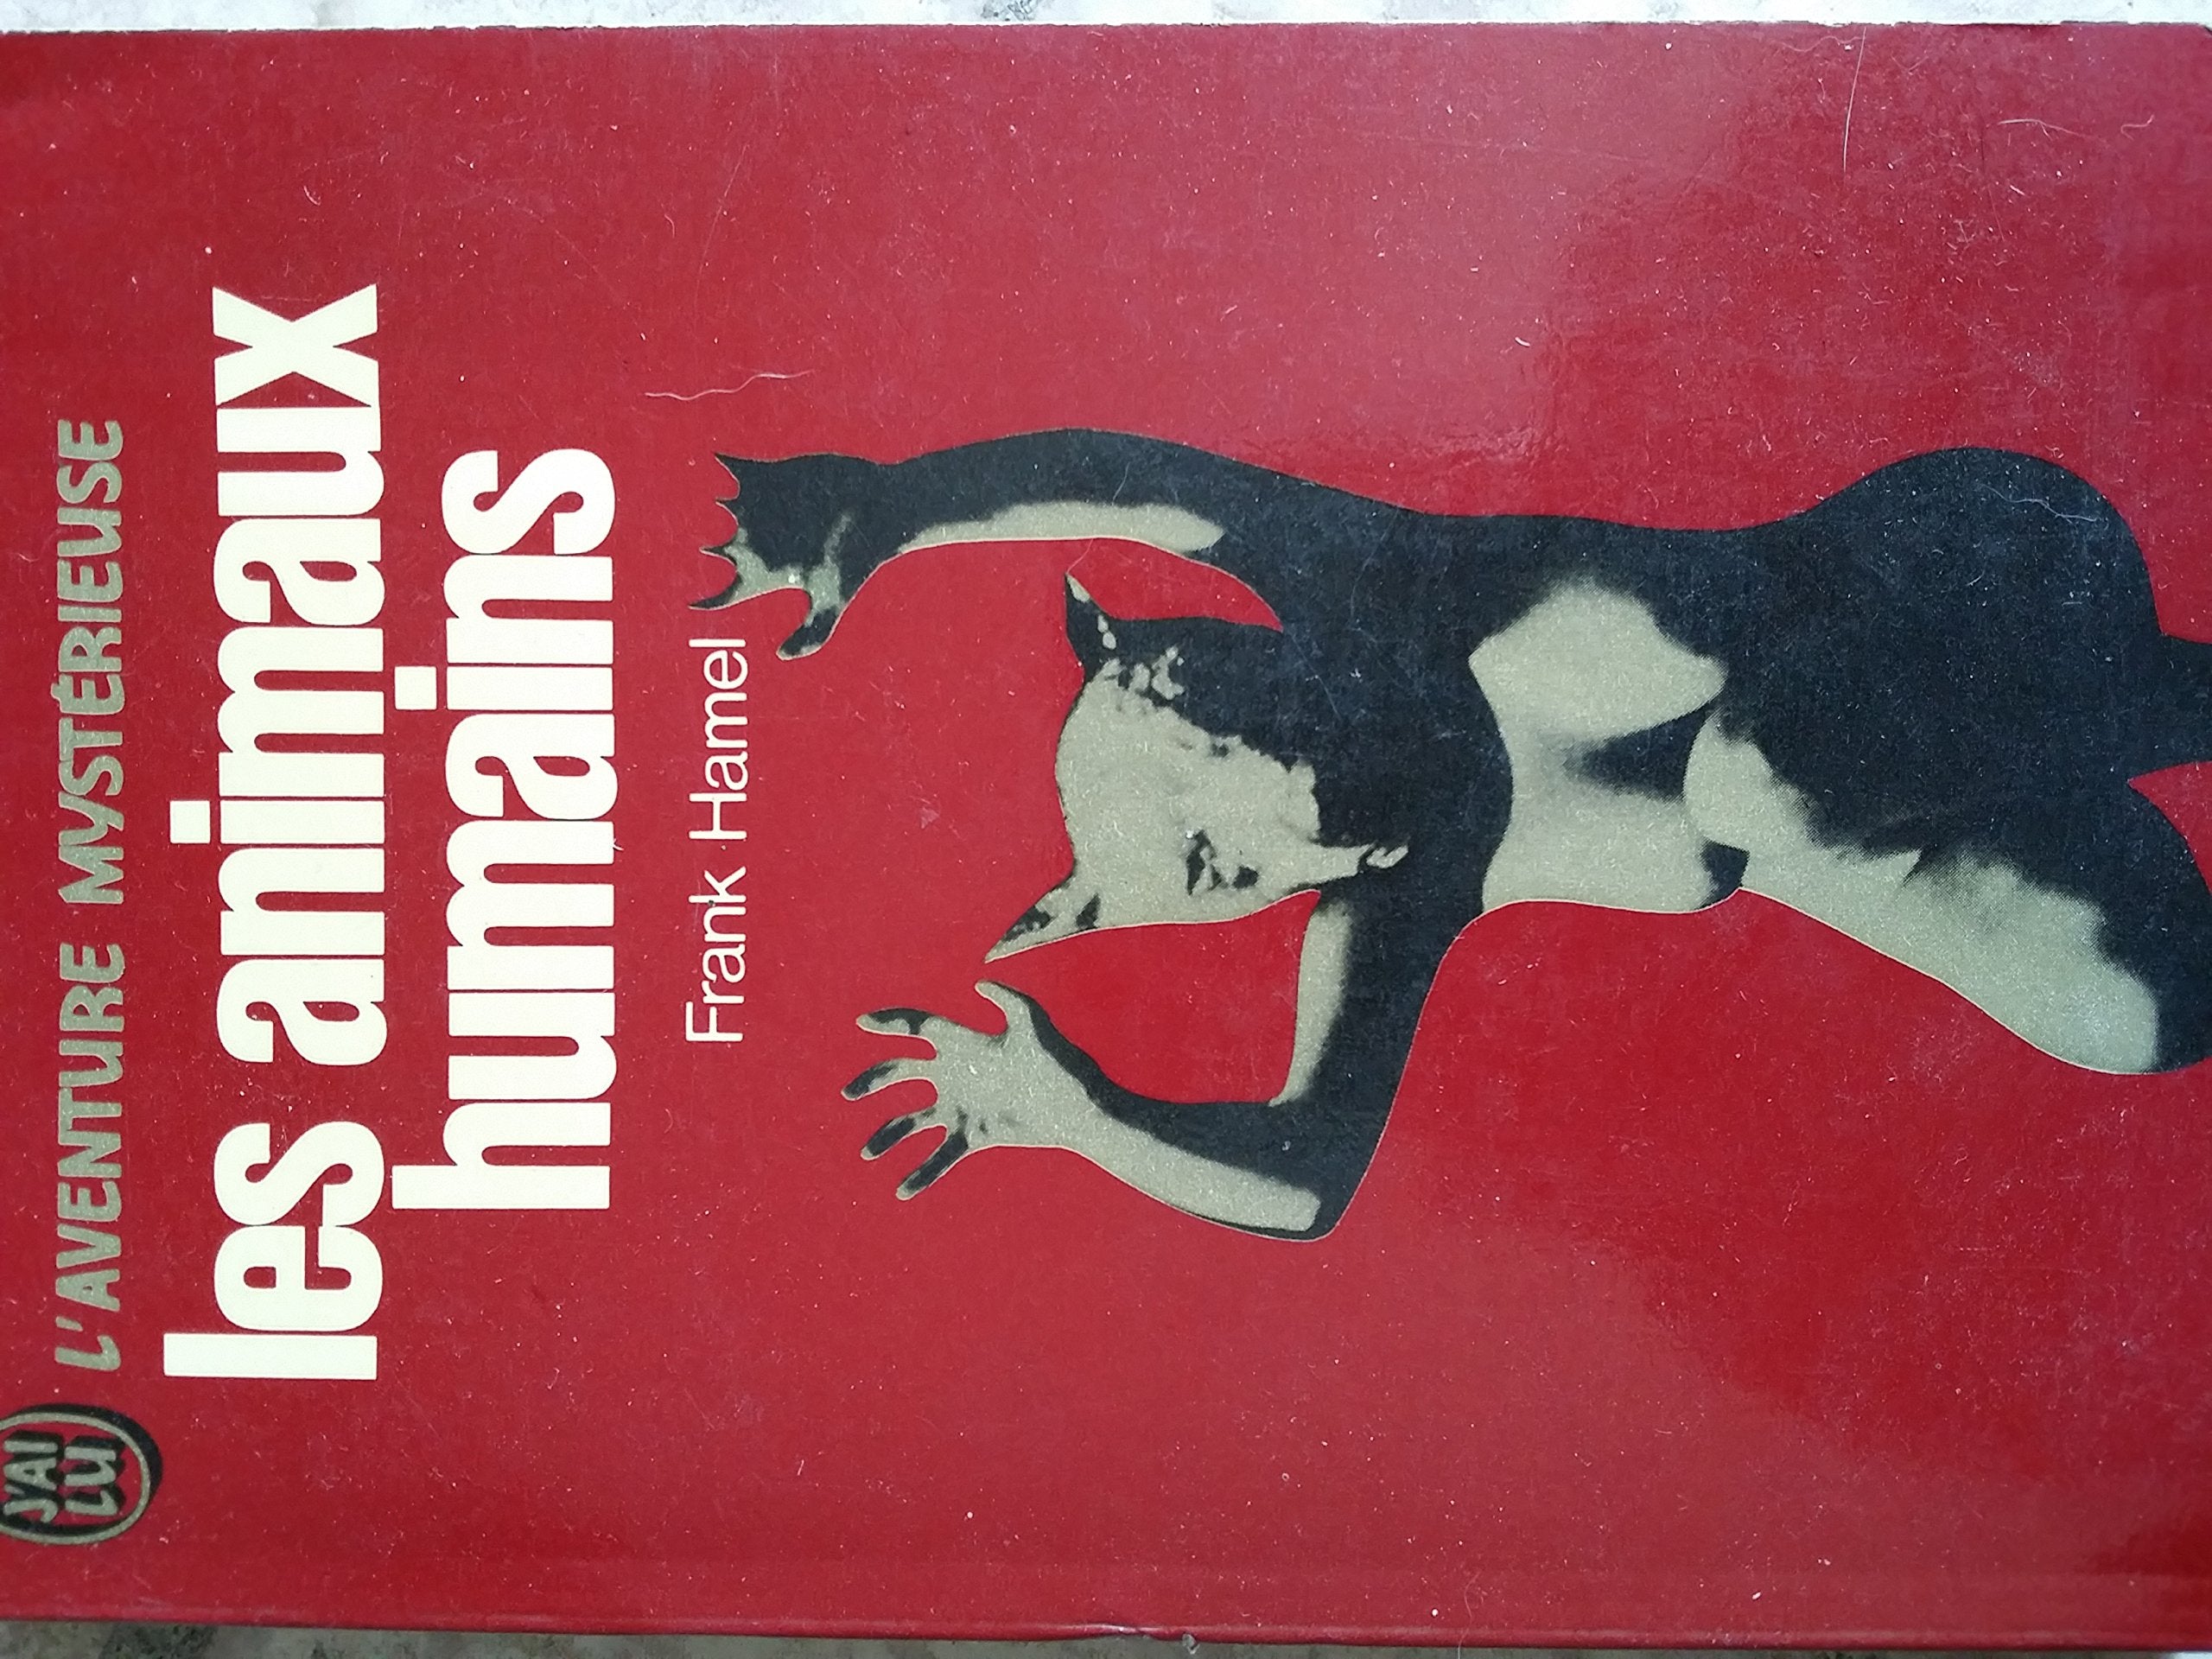 J'AI
LU
L'AVENTURE MYSTÉRIEUSE
les animaux
humains
Frank Hamel